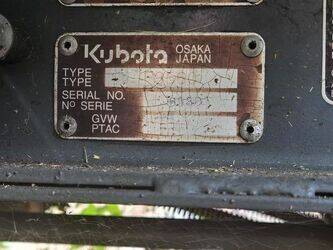 Kubota OSAKA
JAPAN
TYPE
TYPE
SERIAL NO.
Nº SERIE
GVW
PTAC